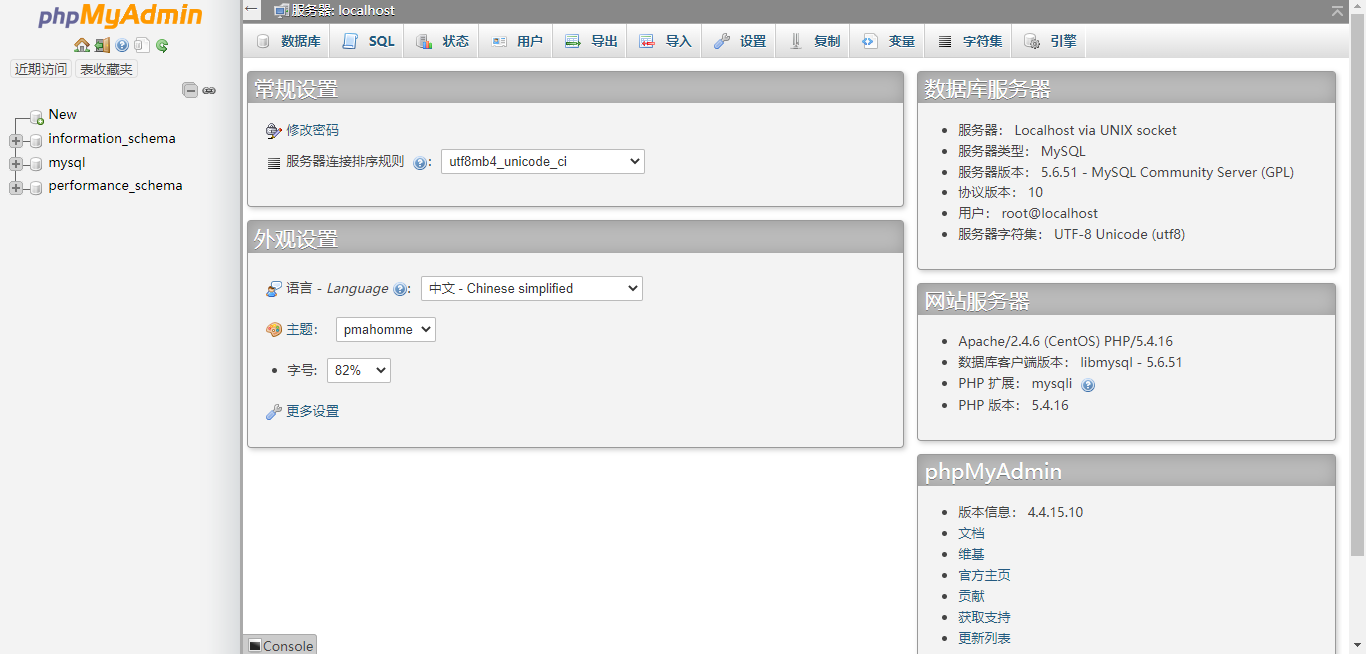 phpMyAdmin
近期访问 表收藏夹
New
information_schema
mysql
performance_schema
服务器: localhost
数据库 SQL 状态 用户 导出 导入 设置 复制 变量 字符集 引擎
常规设置
修改密码
服务器连接排序规则 : utf8mb4_unicode_ci
外观设置
语言 - Language : 中文 - Chinese simplified
主题： pmahomme
字号: 82%
更多设置
数据库服务器
服务器： Localhost via UNIX socket
服务器类型： MySQL
服务器版本： 5.6.51 - MySQL Community Server (GPL)
协议版本： 10
用户： root@localhost
服务器字符集： UTF-8 Unicode (utf8)
网站服务器
Apache/2.4.6 (CentOS) PHP/5.4.16
数据库客户端版本： libmysql - 5.6.51
PHP 扩展： mysqli
PHP 版本： 5.4.16
phpMyAdmin
版本信息： 4.4.15.10
文档
维基
官方主页
贡献
获取支持
更新列表
Console